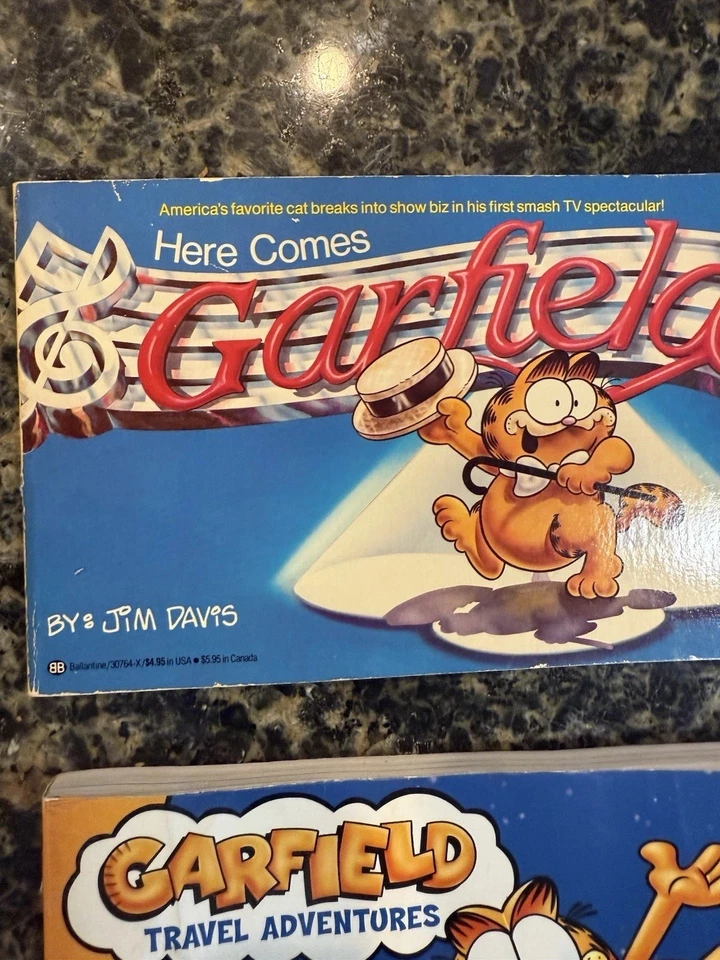 America's favorite cat breaks into show biz in his first smash TV spectacular!
Here Comes
Garfield
BY: JIM DAVIS
BB Ballantine/30764-X/$4.95 in USA ● $5.95 in Canada
GARFIELD
TRAVEL ADVENTURES